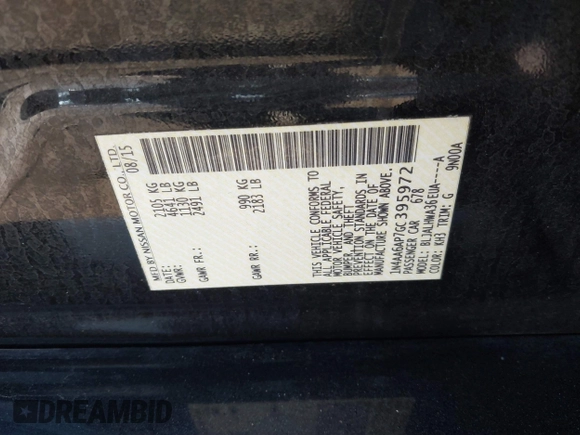 MFD BY NISSAN MOTOR CO., LTD.
DATE: 08/15
GVWR: 2105 KG
4641 LB
GAWR FR.: 1130 KG
2491 LB
GAWR RR.: 990 KG
2183 LB
THIS VEHICLE CONFORMS TO
ALL APPLICABLE FEDERAL
MOTOR VEHICLE SAFETY,
BUMPER, AND THEFT
PREVENTION STANDARDS IN
EFFECT ON THE DATE OF
MANUFACTURE SHOWN ABOVE.
1N4AA6AP7GC395972
PASSENGER CAR 678
MODEL: BLJALHWA36EUA----A
COLOR: KH1 TRIM: G 9N00A
DREAMBID